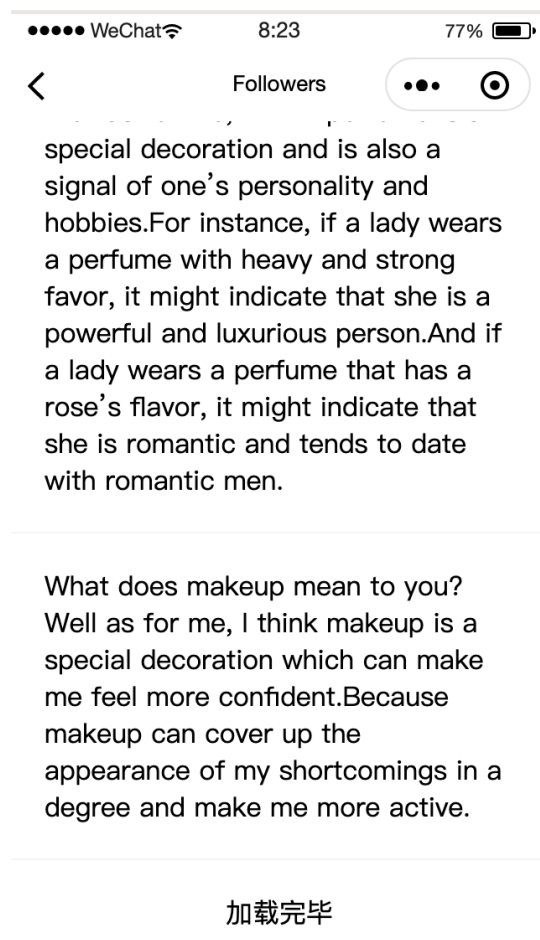 WeChat 8:23 77%
Followers
special decoration and is also a
signal of one’s personality and
hobbies.For instance, if a lady wears
a perfume with heavy and strong
favor, it might indicate that she is a
powerful and luxurious person.And if
a lady wears a perfume that has a
rose’s flavor, it might indicate that
she is romantic and tends to date
with romantic men.
What does makeup mean to you?
Well as for me, I think makeup is a
special decoration which can make
me feel more confident.Because
makeup can cover up the
appearance of my shortcomings in a
degree and make me more active.
加载完毕